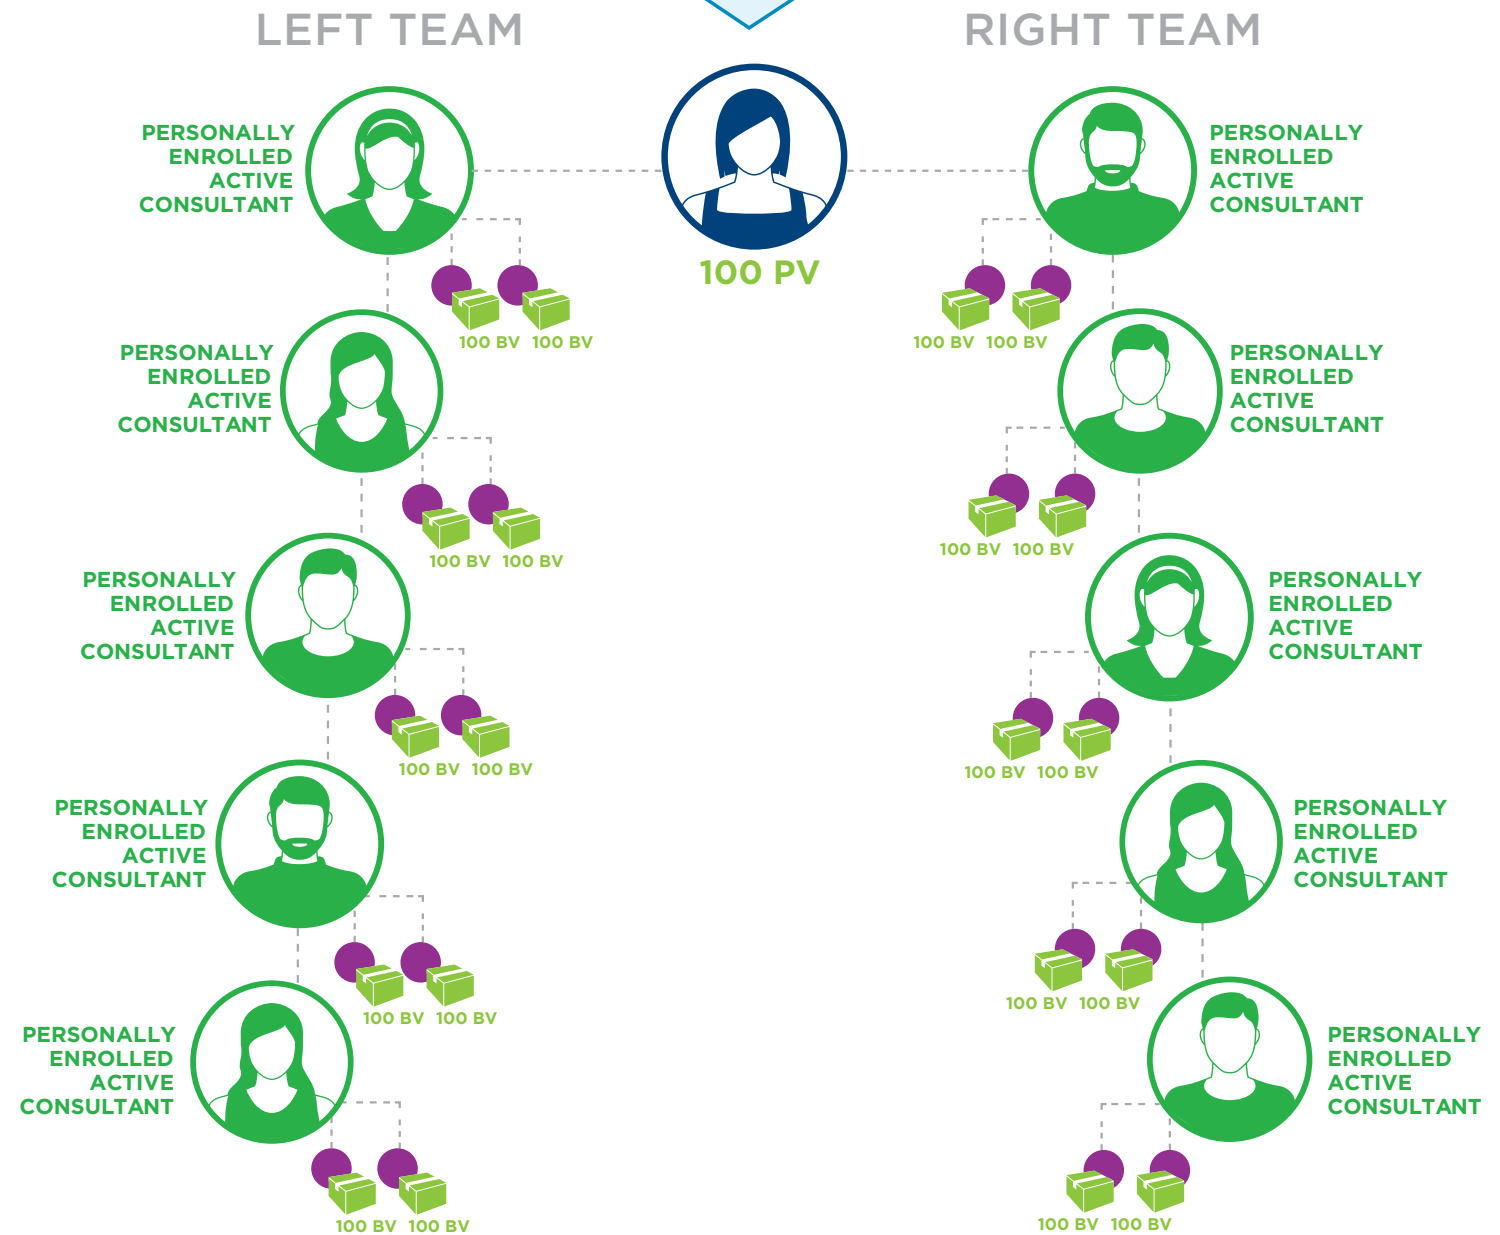 LEFT TEAM
RIGHT TEAM
PERSONALLY
ENROLLED
ACTIVE
CONSULTANT
PERSONALLY
ENROLLED
ACTIVE
CONSULTANT
100 PV
100 BV 100 BV
100 BV 100 BV
PERSONALLY
ENROLLED
ACTIVE
CONSULTANT
PERSONALLY
ENROLLED
ACTIVE
CONSULTANT
100 BV 100 BV
100 BV 100 BV
PERSONALLY
ENROLLED
ACTIVE
CONSULTANT
PERSONALLY
ENROLLED
ACTIVE
CONSULTANT
100 BV 100 BV
100 BV 100 BV
PERSONALLY
ENROLLED
ACTIVE
CONSULTANT
PERSONALLY
ENROLLED
ACTIVE
CONSULTANT
100 BV 100 BV
100 BV 100 BV
PERSONALLY
ENROLLED
ACTIVE
CONSULTANT
PERSONALLY
ENROLLED
ACTIVE
CONSULTANT
100 BV 100 BV
100 BV 100 BV